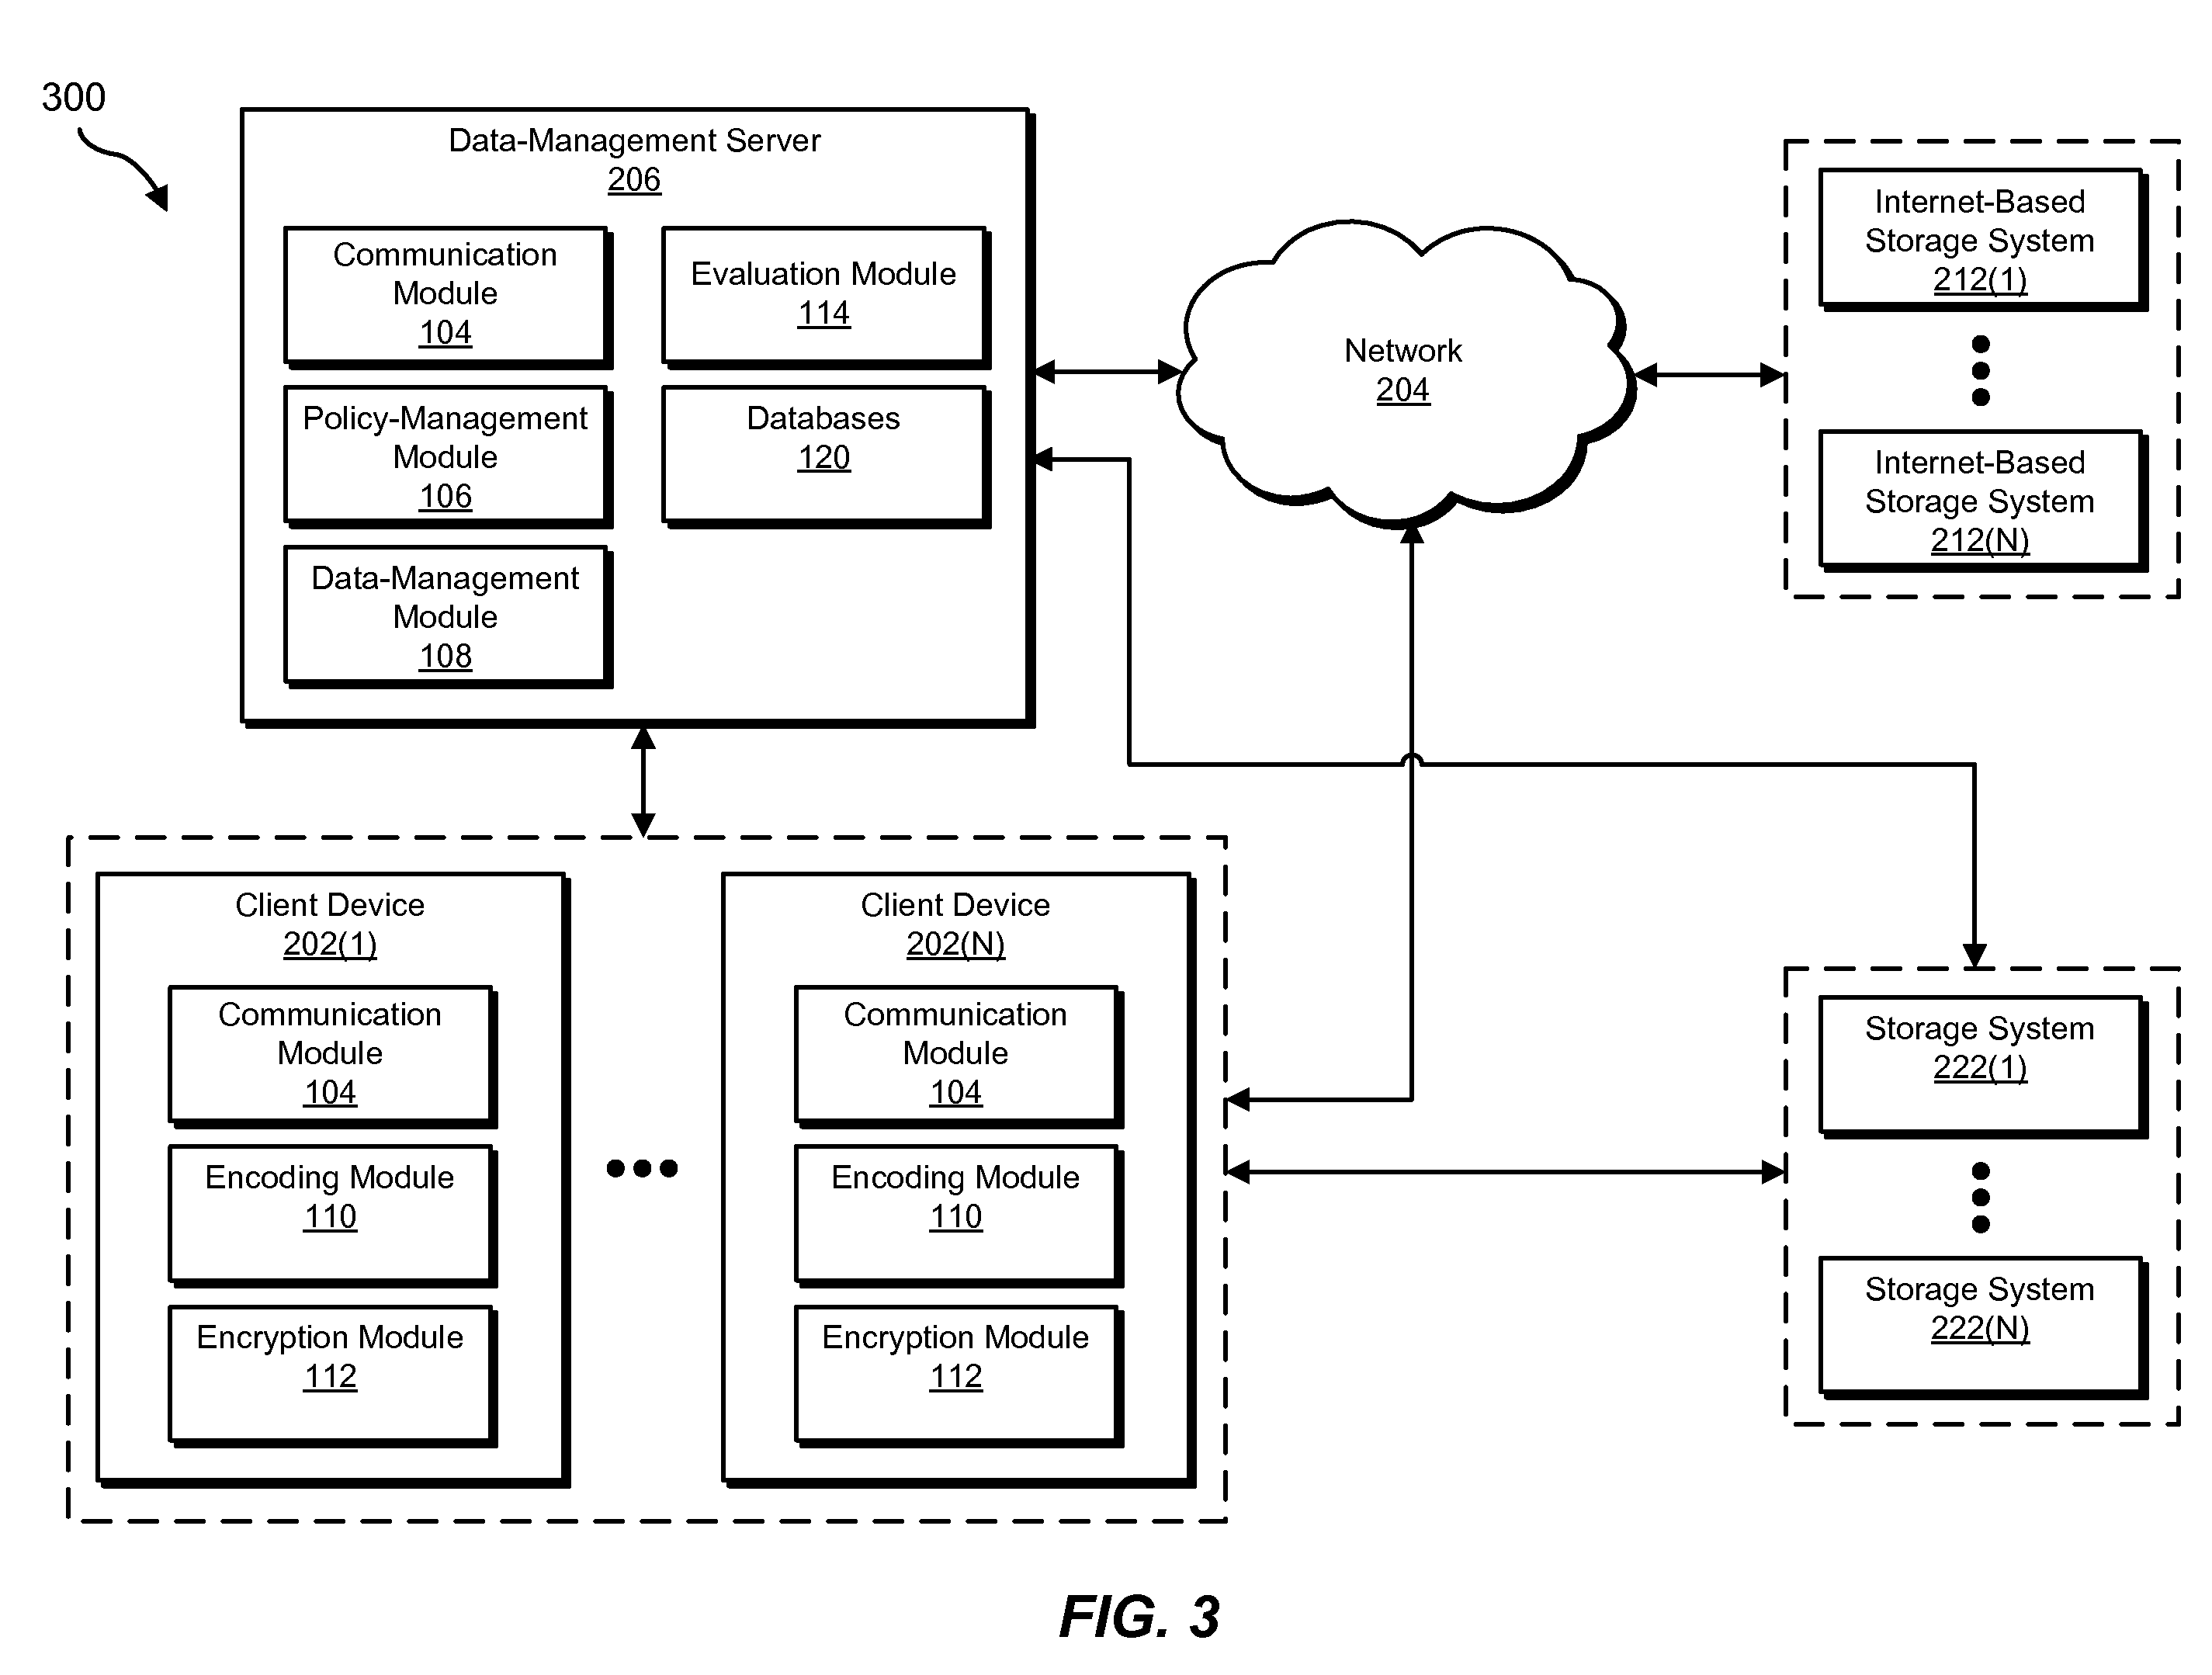 300
Data-Management Server
206
Communication
Module
104
Evaluation Module
114
Policy-Management
Module
106
Databases
120
Data-Management
Module
108
Network
204
Internet-Based
Storage System
212(1)
Internet-Based
Storage System
212(N)
Client Device
202(1)
Communication
Module
104
Encoding Module
110
Encryption Module
112
Client Device
202(N)
Communication
Module
104
Encoding Module
110
Encryption Module
112
Storage System
222(1)
Storage System
222(N)
FIG. 3